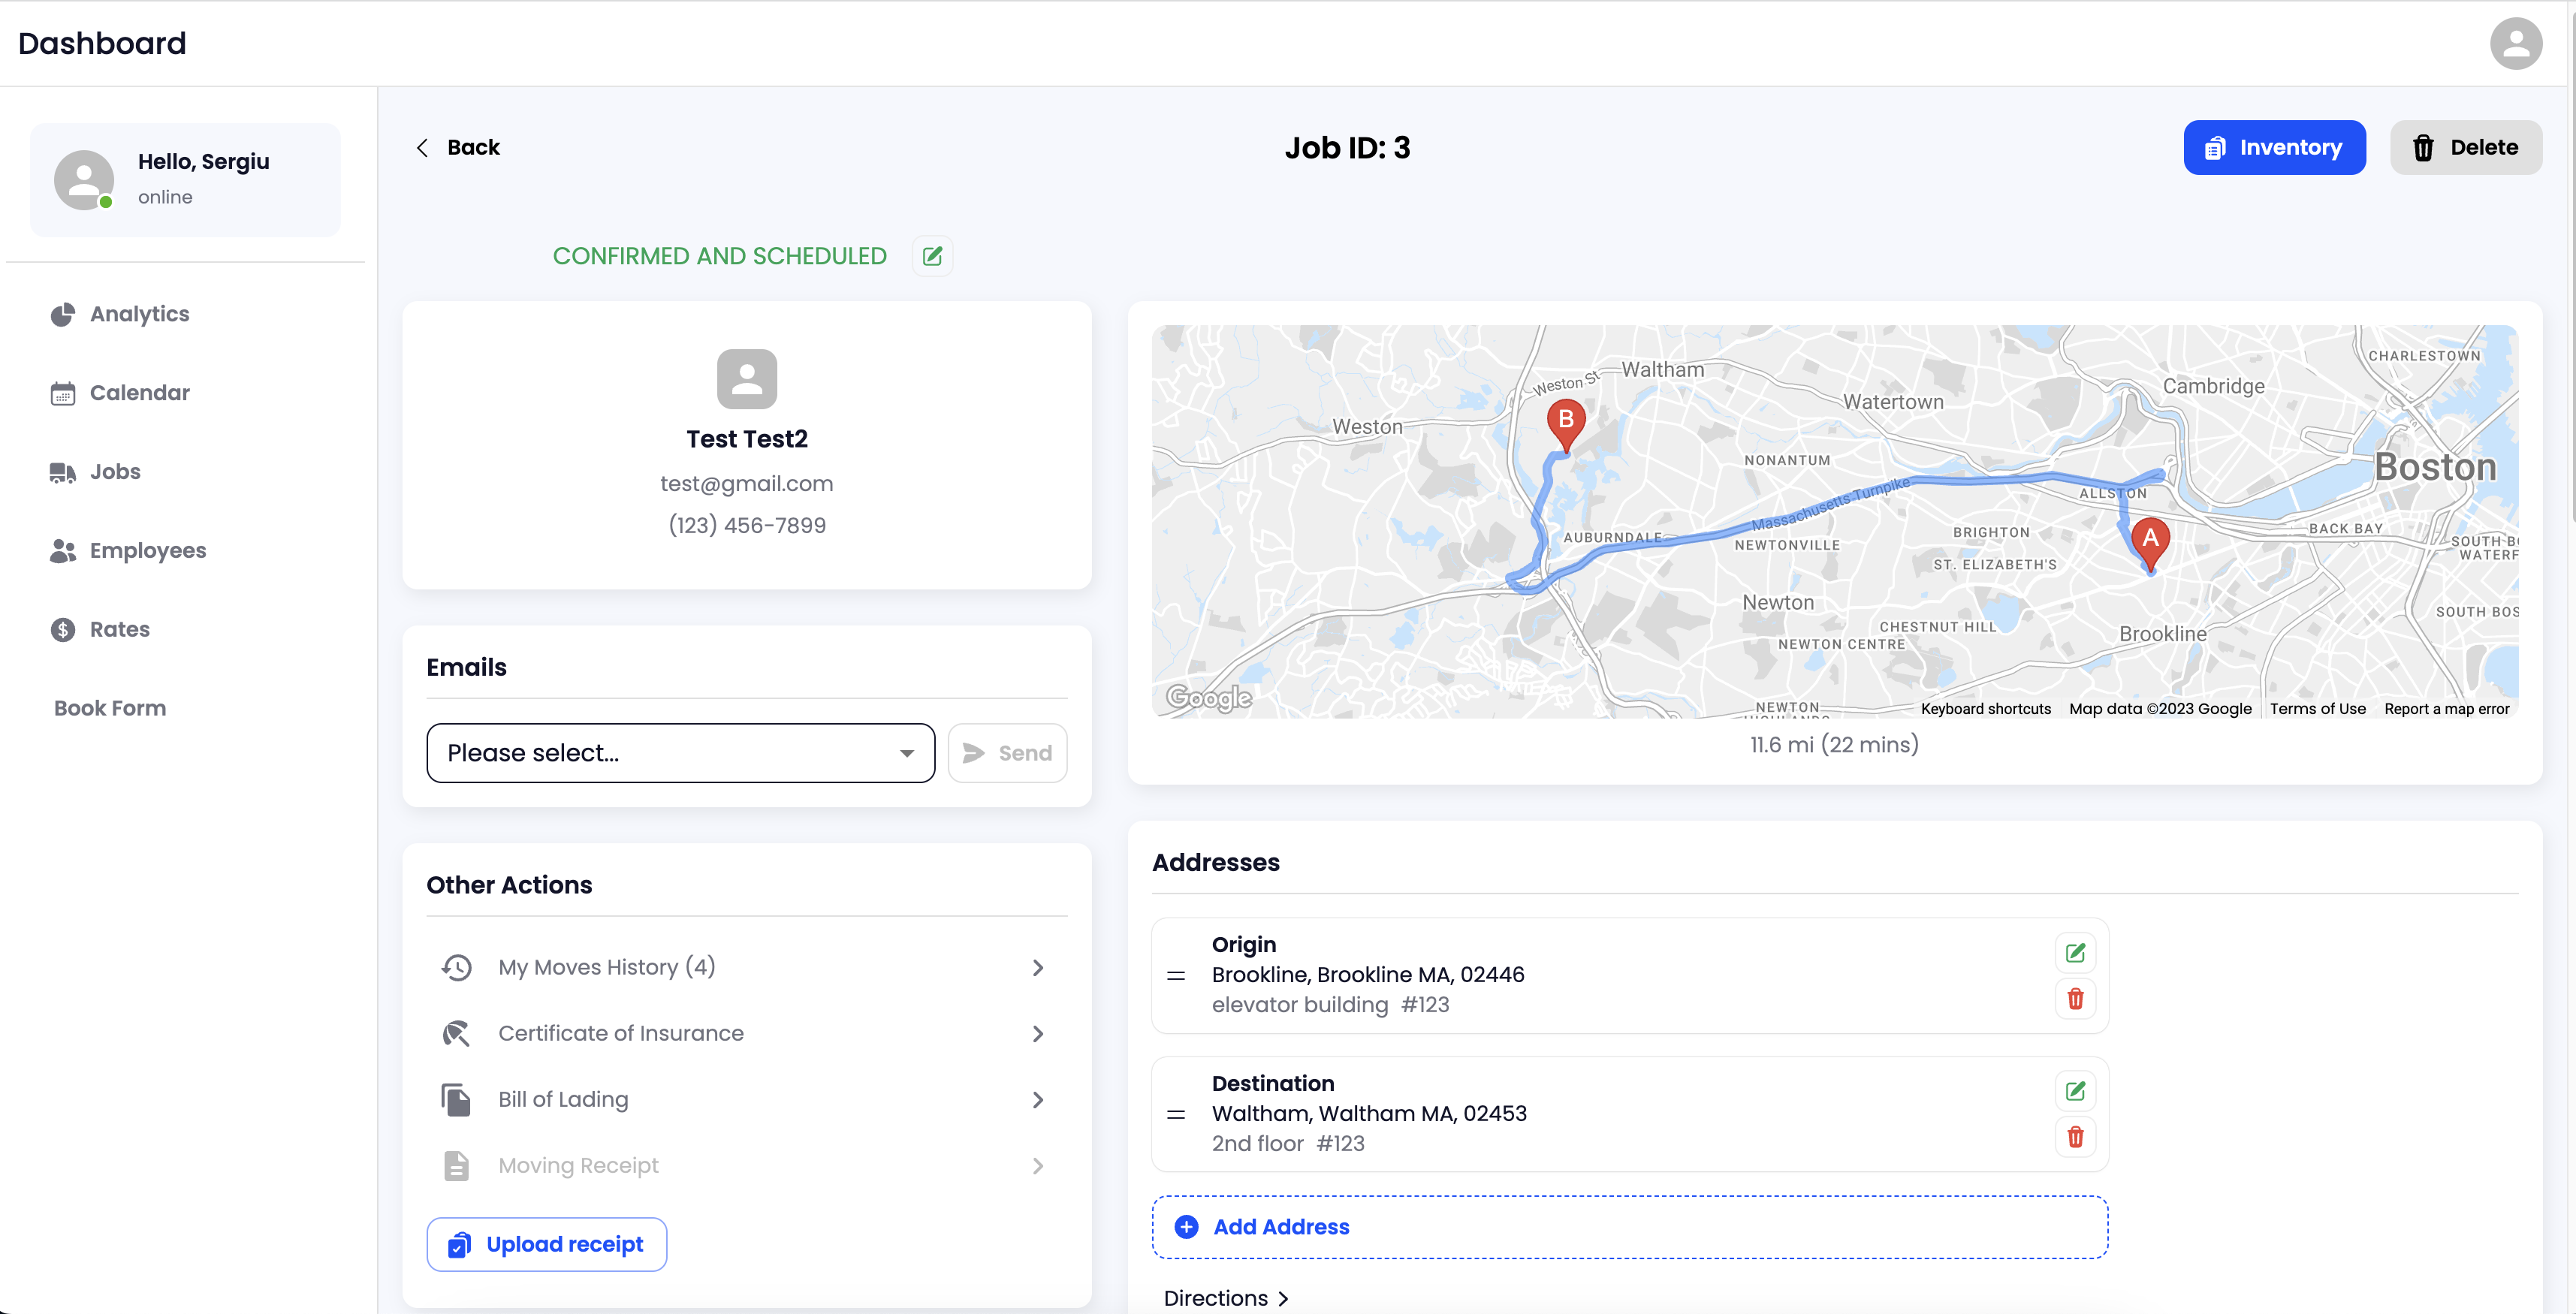 Dashboard
Hello, Sergiu
online
Analytics
Calendar
Jobs
Employees
Rates
Book Form
Back
Job ID: 3
Inventory
Delete
CONFIRMED AND SCHEDULED
Test Test2
test@gmail.com
(123) 456-7899
Emails
Please select...
Send
Other Actions
My Moves History (4)
Certificate of Insurance
Bill of Lading
Moving Receipt
Upload receipt
CHARLESTOWN
Waltham
Weston St
Cambridge
Watertown
B
Weston
NONANTUM
Boston
Massachusetts Turnpike
ALLSTON
BACK BAY
AUBURNDALE
A
BRIGHTON
NEWTONVILLE
SOUTH B
WATERF
ST. ELIZABETH'S
Newton
SOUTH BOS
CHESTNUT HILL
Brookline
NEWTON CENTRE
Google
NEWTON
Keyboard shortcuts
Map data ©2023 Google
Terms of Use
Report a map error
11.6 mi (22 mins)
Addresses
Origin
Brookline, Brookline MA, 02446
elevator building #123
Destination
Waltham, Waltham MA, 02453
2nd floor #123
Add Address
Directions